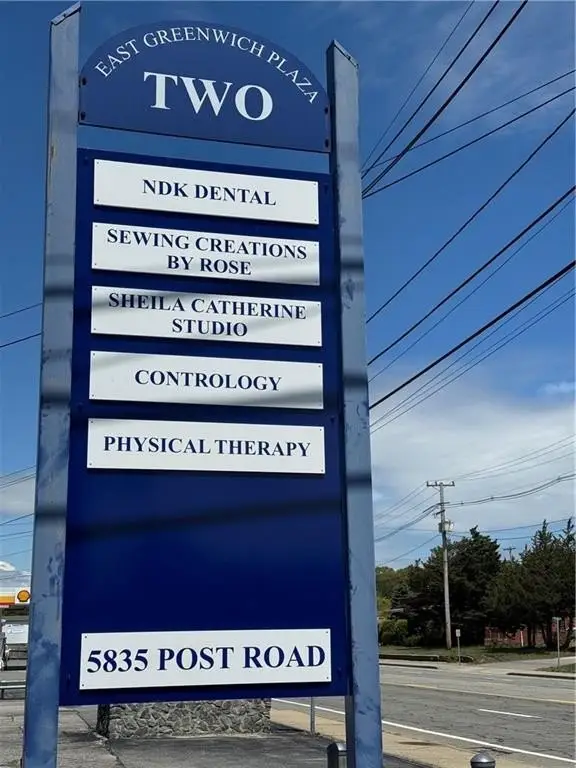 EAST GREENWICH PLAZA
TWO
NDK DENTAL
SEWING CREATIONS
BY ROSE
SHEILA CATHERINE
STUDIO
CONTROLOGY
PHYSICAL THERAPY
5835 POST ROAD